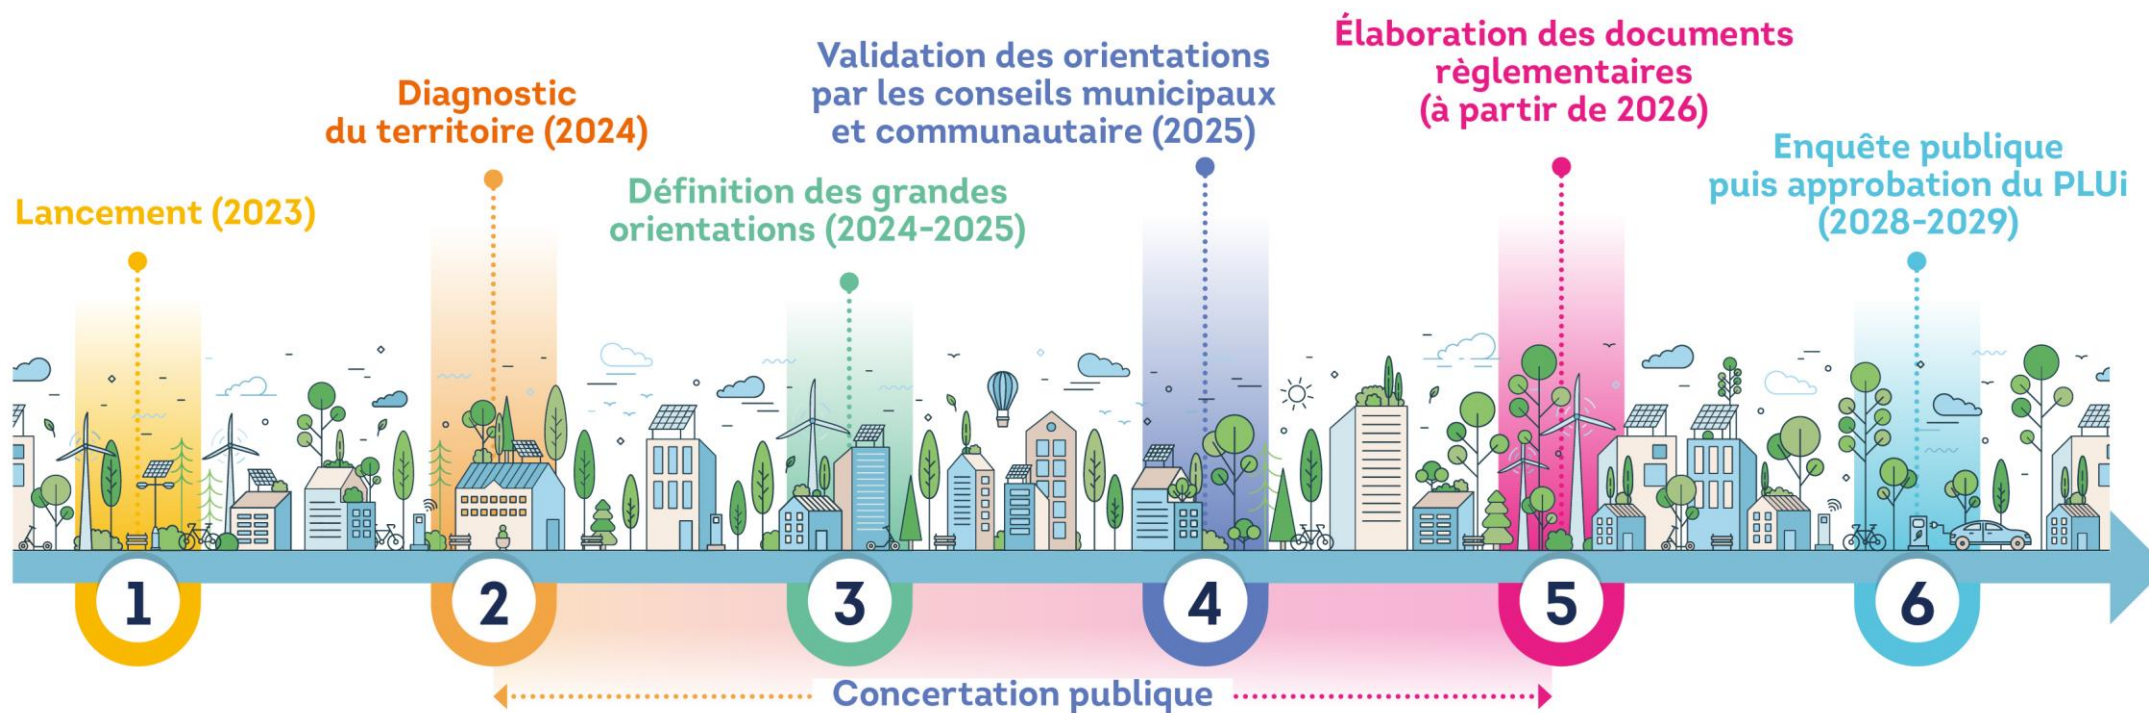 Lancement (2023)
Diagnostic
du territoire (2024)
Définition des grandes
orientations (2024-2025)
Validation des orientations
par les conseils municipaux
et communautaire (2025)
Élaboration des documents
règlementaires
(à partir de 2026)
Enquête publique
puis approbation du PLUi
(2028-2029)
1
2
3
4
5
6
Concertation publique